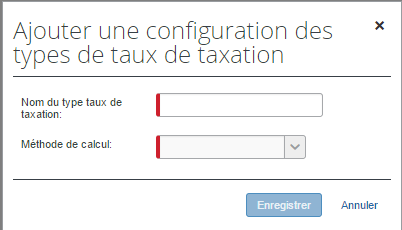 Ajouter une configuration des
types de taux de taxation
Nom du type taux de
taxation:
Méthode de calcul:
Enregistrer Annuler